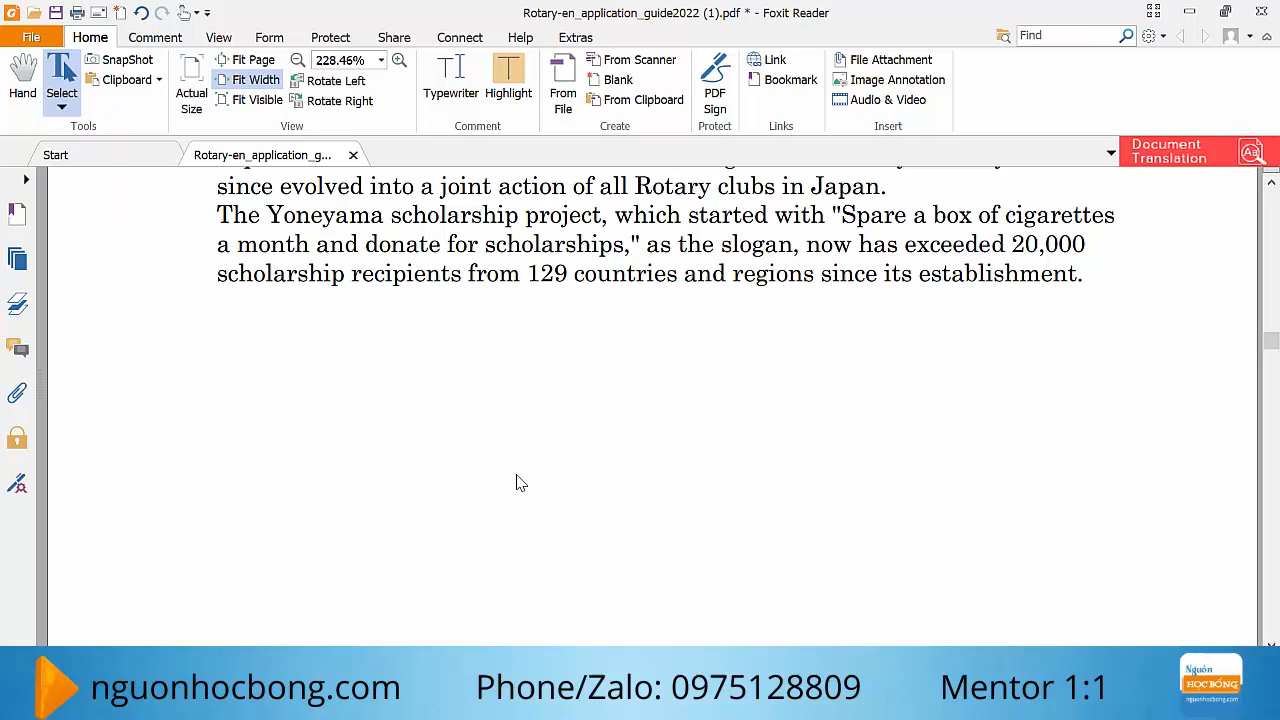 Rotary-en_application_guide2022 (1).pdf * - Foxit Reader
File Home Comment View Form Protect Share Connect Help Extras Find
Hand
Select
SnapShot
Clipboard
Tools
Actual Size
Fit Page
Fit Width
Fit Visible
228.46%
Rotate Left
Rotate Right
View
Typewriter
Highlight
Comment
From File
From Scanner
Blank
From Clipboard
Create
PDF Sign
Protect
Link
Bookmark
Links
File Attachment
Image Annotation
Audio & Video
Insert
Start
Rotary-en_application_g...
Document
Translation
since evolved into a joint action of all Rotary clubs in Japan.
The Yoneyama scholarship project, which started with "Spare a box of cigarettes
a month and donate for scholarships," as the slogan, now has exceeded 20,000
scholarship recipients from 129 countries and regions since its establishment.
nguonhocbong.com Phone/Zalo: 0975128809 Mentor 1:1
Nguồn
HỌC BỔNG
nguonhocbong.com